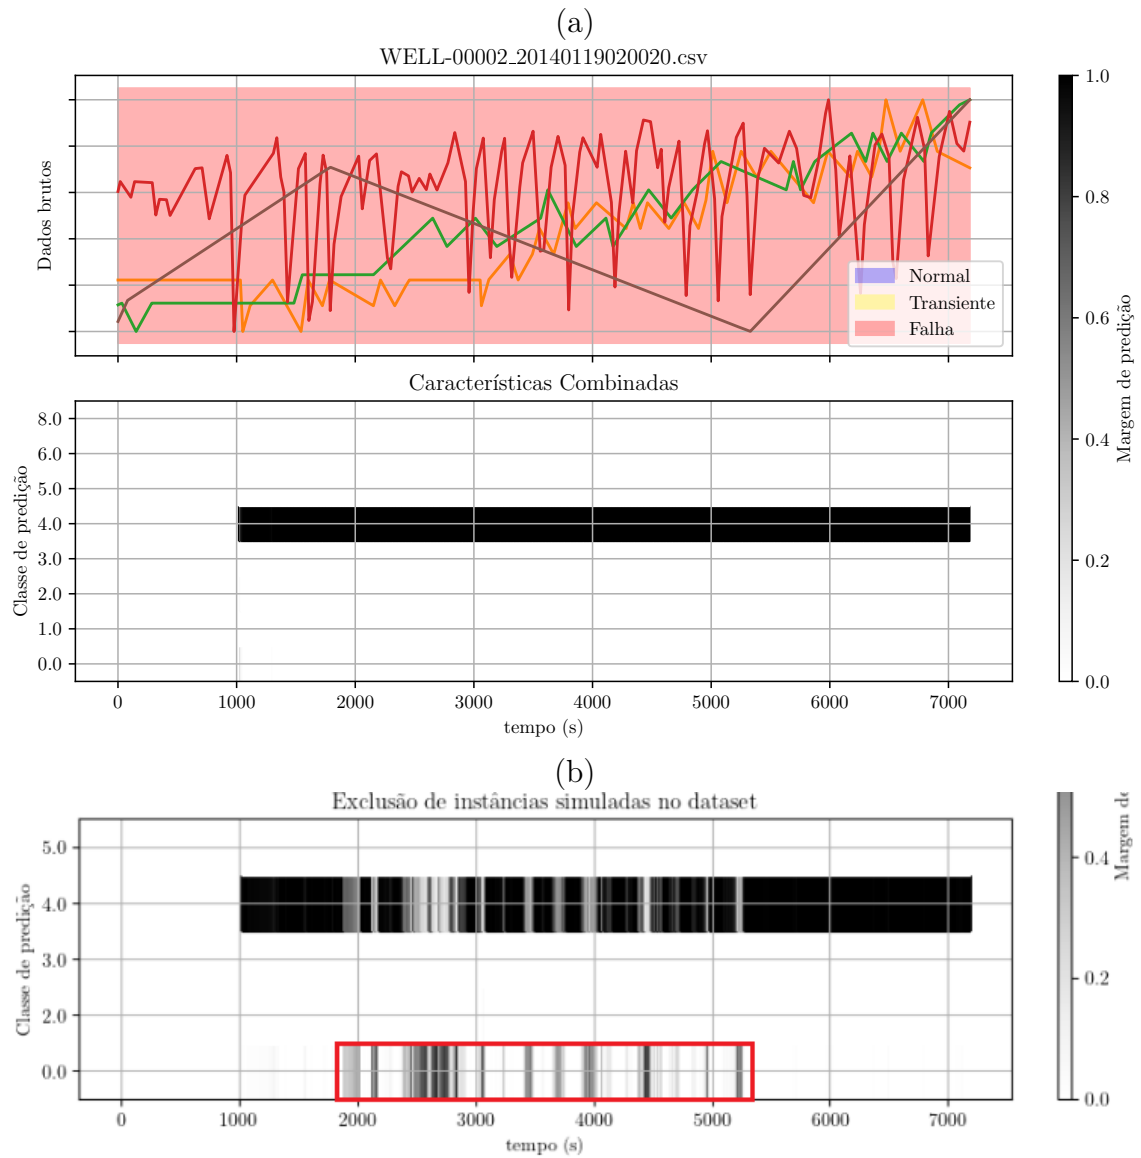 (a)
WELL-00002_20140119020020.csv
Dados brutos
Normal
Transiente
Falha
Características Combinadas
Classe de predição
8.0
6.0
5.0
4.0
3.0
2.0
1.0
0.0
0 1000 2000 3000 4000 5000 6000 7000
tempo (s)
1.0
0.8
0.6
0.4
0.2
0.0
Margem de predição
(b)
Exclusão de instâncias simuladas no dataset
Classe de predição
5.0
4.0
3.0
2.0
0.0
0 1000 2000 3000 4000 5000 6000 7000
tempo (s)
0.4
0.2
0.0
Margem de